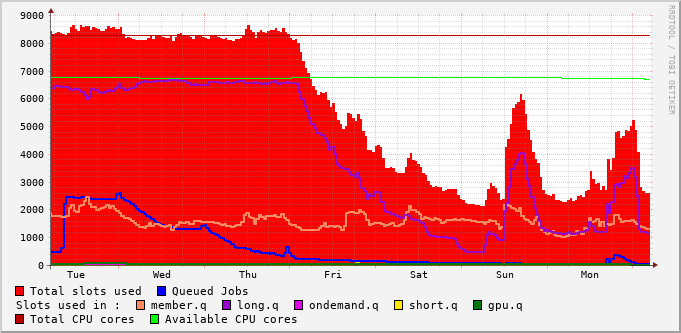 RRDTOOL / TOBI OETIKER
9000
8000
7000
6000
5000
4000
3000
2000
1000
0
Tue Wed Thu Fri Sat Sun Mon
Total slots used Queued Jobs
Slots used in : member.q long.q ondemand.q short.q gpu.q
Total CPU cores Available CPU cores